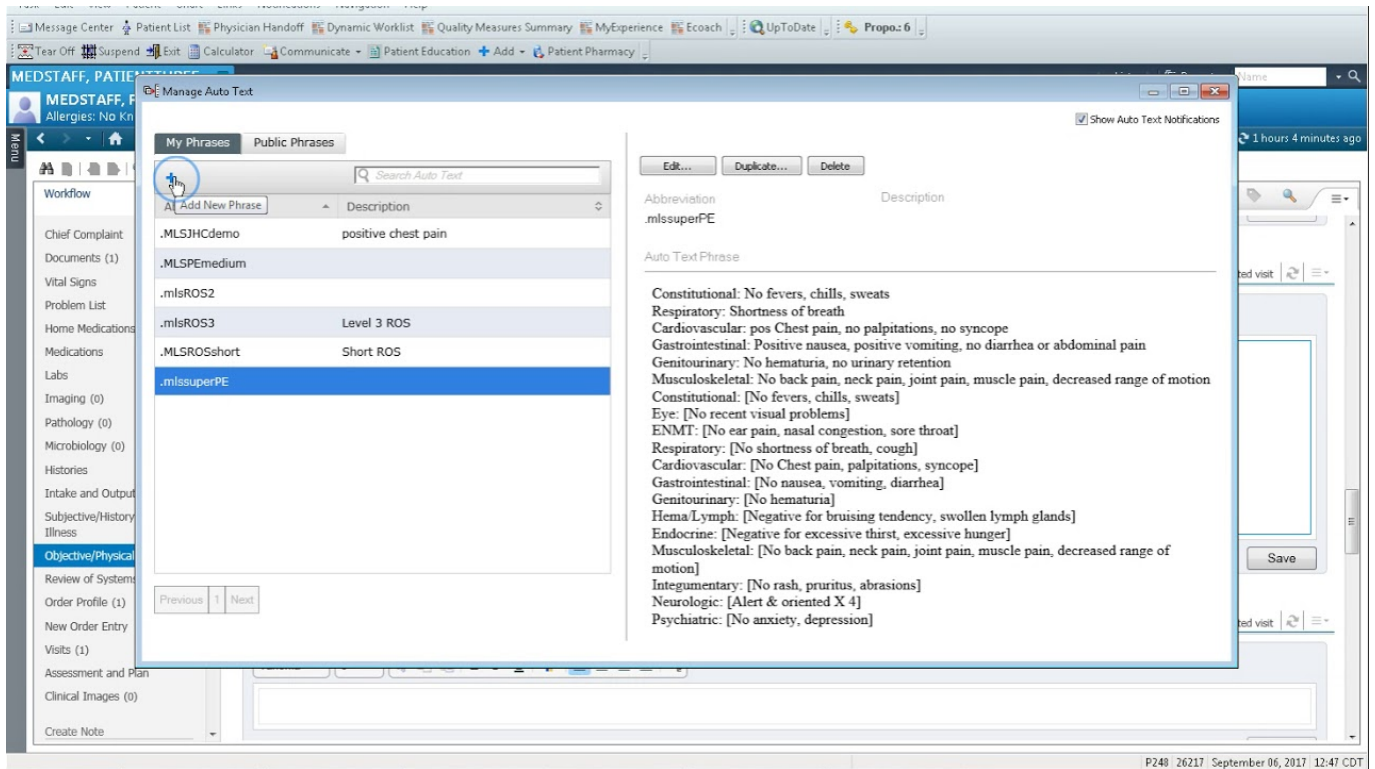 Message Center Patient List Physician Handoff Dynamic Worklist Quality Measures Summary MyExperience Ecoach UpToDate Propo.: 6
Tear Off Suspend Exit Calculator Communicate Patient Education Add Patient Pharmacy
MEDSTAFF, PATIENTTHREE
Name
MEDSTAFF, P
Allergies: No Kn
Manage Auto Text
Show Auto Text Notifications
Menu
1 hours 4 minutes ago
My Phrases Public Phrases
Search Auto Text
Add New Phrase
Description
.MLSJHCdemo positive chest pain
.MLSPEmedium
.mlsROS2
.mlsROS3 Level 3 ROS
.MLSROSshort Short ROS
.mlssuperPE
Previous 1 Next
Edit... Duplicate... Delete
Abbreviation Description
.mlssuperPE
Auto Text Phrase
Constitutional: No fevers, chills, sweats
Respiratory: Shortness of breath
Cardiovascular: pos Chest pain, no palpitations, no syncope
Gastrointestinal: Positive nausea, positive vomiting, no diarrhea or abdominal pain
Genitourinary: No hematuria, no urinary retention
Musculoskeletal: No back pain, neck pain, joint pain, muscle pain, decreased range of motion
Constitutional: [No fevers, chills, sweats]
Eye: [No recent visual problems]
ENMT: [No ear pain, nasal congestion, sore throat]
Respiratory: [No shortness of breath, cough]
Cardiovascular: [No Chest pain, palpitations, syncope]
Gastrointestinal: [No nausea, vomiting, diarrhea]
Genitourinary: [No hematuria]
Hema/Lymph: [Negative for bruising tendency, swollen lymph glands]
Endocrine: [Negative for excessive thirst, excessive hunger]
Musculoskeletal: [No back pain, neck pain, joint pain, muscle pain, decreased range of
motion]
Integumentary: [No rash, pruritus, abrasions]
Neurologic: [Alert & oriented X 4]
Psychiatric: [No anxiety, depression]
Workflow
Chief Complaint
Documents (1)
Vital Signs
Problem List
Home Medications
Medications
Labs
Imaging (0)
Pathology (0)
Microbiology (0)
Histories
Intake and Output
Subjective/History
Illness
Objective/Physical
Review of Systems
Order Profile (1)
New Order Entry
Visits (1)
Assessment and Plan
Clinical Images (0)
Create Note
ted visit
Save
ted visit
P248 26217 September 06, 2017 12:47 CDT